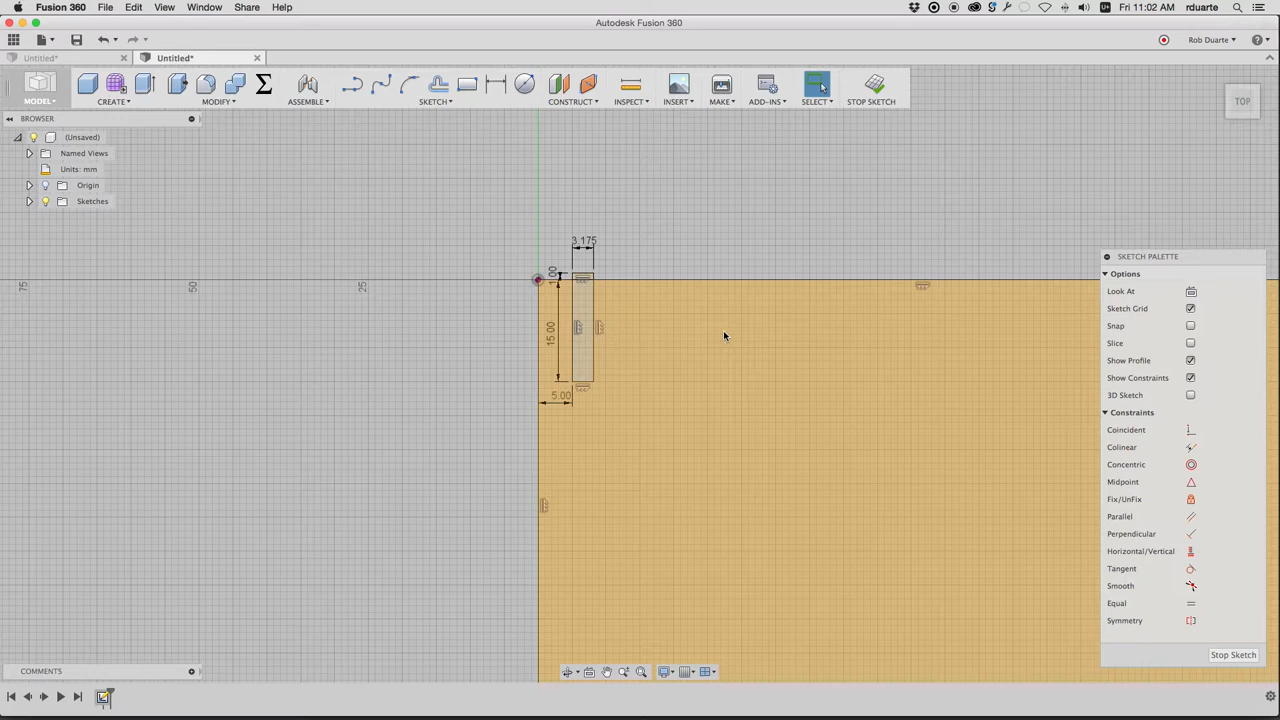 Fusion 360 File Edit View Window Share Help
Fri 11:02 AM rduarte
Autodesk Fusion 360
Rob Duarte
Untitled* Untitled*
MODEL CREATE MODIFY ASSEMBLE SKETCH CONSTRUCT INSPECT INSERT MAKE ADD-INS SELECT STOP SKETCH
TOP
BROWSER
(Unsaved)
Named Views
Units: mm
Origin
Sketches
3.175
15.00
5.00
75 50 25
SKETCH PALETTE
Options
Look At
Sketch Grid
Snap
Slice
Show Profile
Show Constraints
3D Sketch
Constraints
Coincident
Colinear
Concentric
Midpoint
Fix/UnFix
Parallel
Perpendicular
Horizontal/Vertical
Tangent
Smooth
Equal
Symmetry
Stop Sketch
COMMENTS